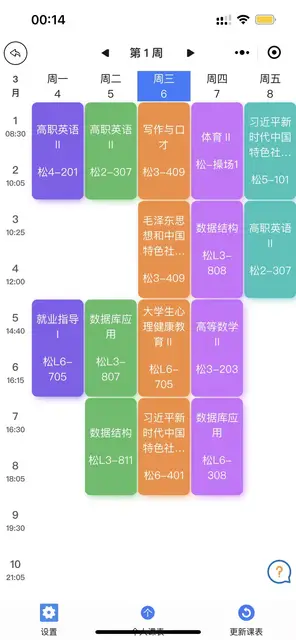 00:14
第1周
3
月
周一
4
周二
5
周三
6
周四
7
周五
8
1
08:30
2
10:05
3
10:25
4
12:00
5
14:40
6
16:15
7
16:30
8
18:05
9
19:30
10
21:05
高职英语
II
松4-201
高职英语
II
松2-307
写作与口
才
松3-409
体育 II
松-操场1
习近平新
时代中国
特色社...
松5-101
毛泽东思
想和中国
特色社...
松3-409
数据结构
松L3-
808
高职英语
II
松2-307
就业指导
I
松L6-
705
数据库应
用
松L3-
807
大学生心
理健康教
育 II
松L6-
705
高等数学
II
松3-203
数据结构
松L3-811
习近平新
时代中国
特色社...
松6-401
数据库应
用
松L6-
308
?
设置
个
个人课表
更新课表